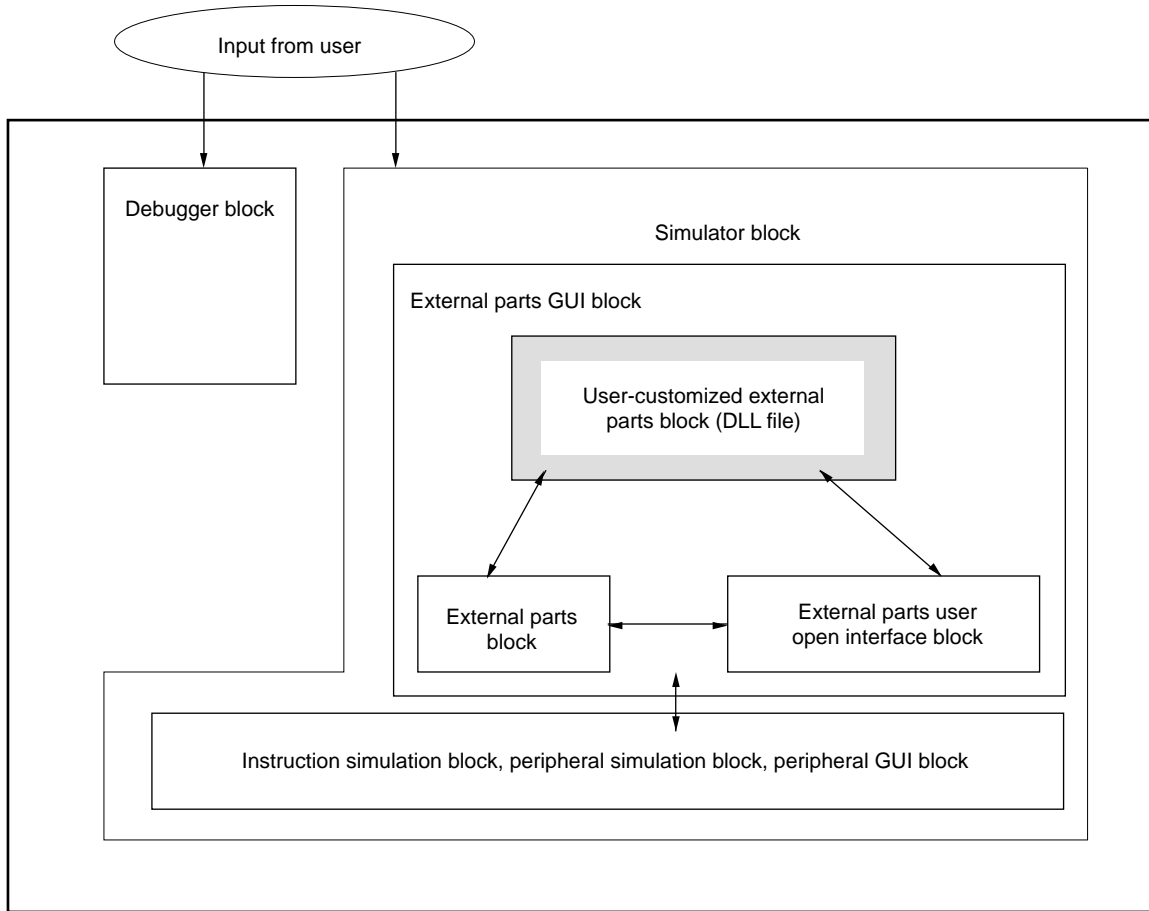 Input from user
Debugger block
Simulator block
External parts GUI block
User-customized external
parts block (DLL file)
External parts
block
External parts user
open interface block
Instruction simulation block, peripheral simulation block, peripheral GUI block